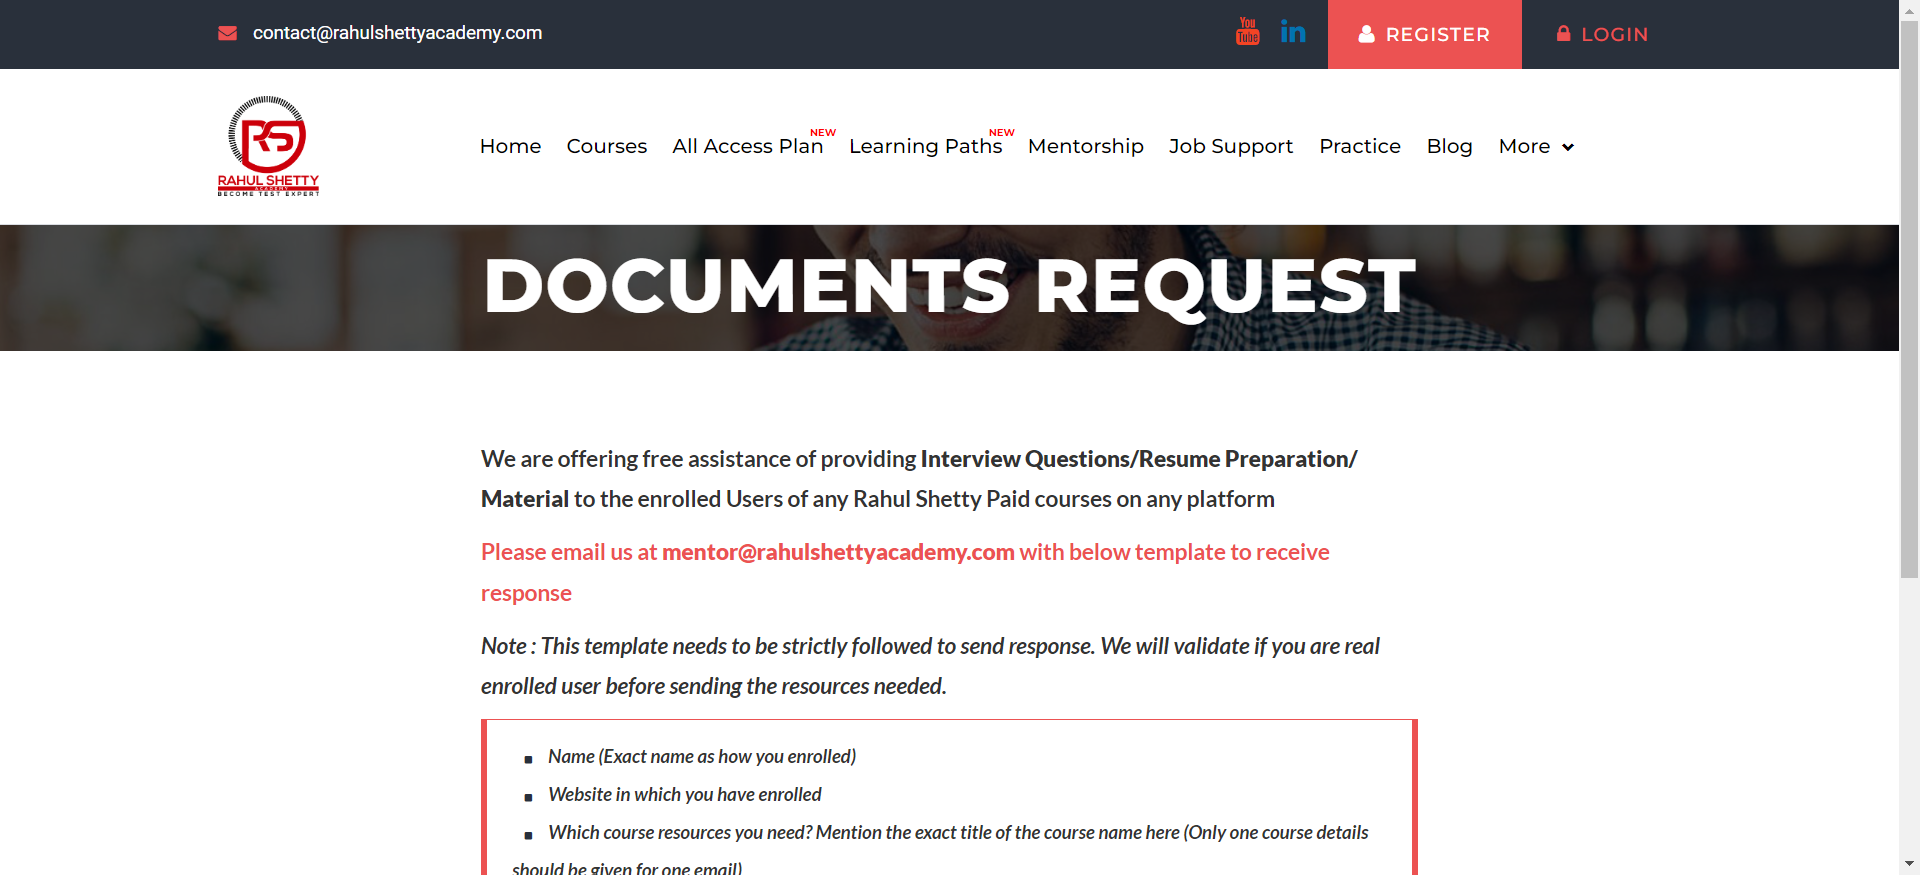 contact@rahulshettyacademy.com
You
Tube
in
REGISTER
LOGIN
RS
RAHUL SHETTY
ACADEMY
BECOME TEST EXPERT
Home
Courses
All Access Plan
NEW
Learning Paths
NEW
Mentorship
Job Support
Practice
Blog
More
DOCUMENTS REQUEST
We are offering free assistance of providing Interview Questions/Resume Preparation/
Material to the enrolled Users of any Rahul Shetty Paid courses on any platform
Please email us at mentor@rahulshettyacademy.com with below template to receive
response
Note : This template needs to be strictly followed to send response. We will validate if you are real
enrolled user before sending the resources needed.
Name (Exact name as how you enrolled)
Website in which you have enrolled
Which course resources you need? Mention the exact title of the course name here (Only one course details
should be given for one email)